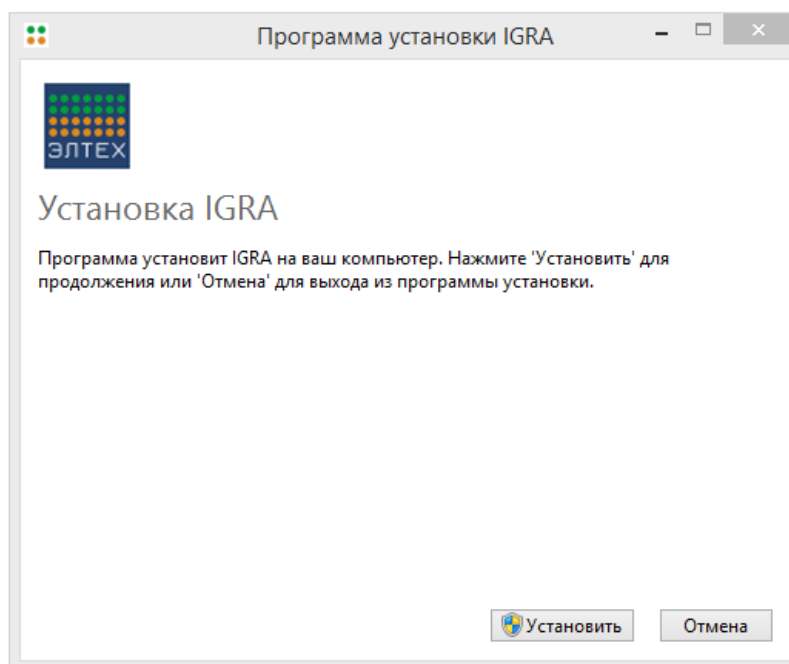 Программа установки IGRA
ЭЛТЕХ
Установка IGRA
Программа установит IGRA на ваш компьютер. Нажмите 'Установить' для
продолжения или 'Отмена' для выхода из программы установки.
Установить
Отмена